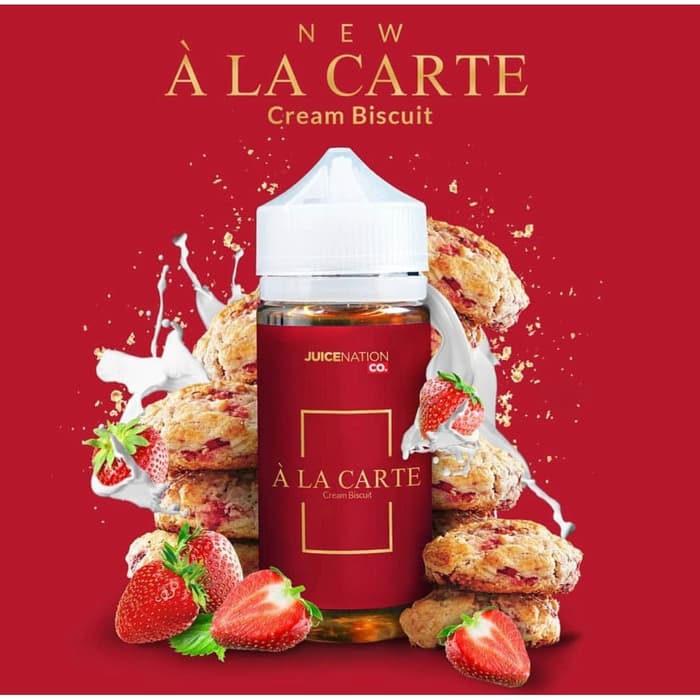 NEW
À LA CARTE
Cream Biscuit
JUICENATION
CO.
À LA CARTE
Cream Biscuit